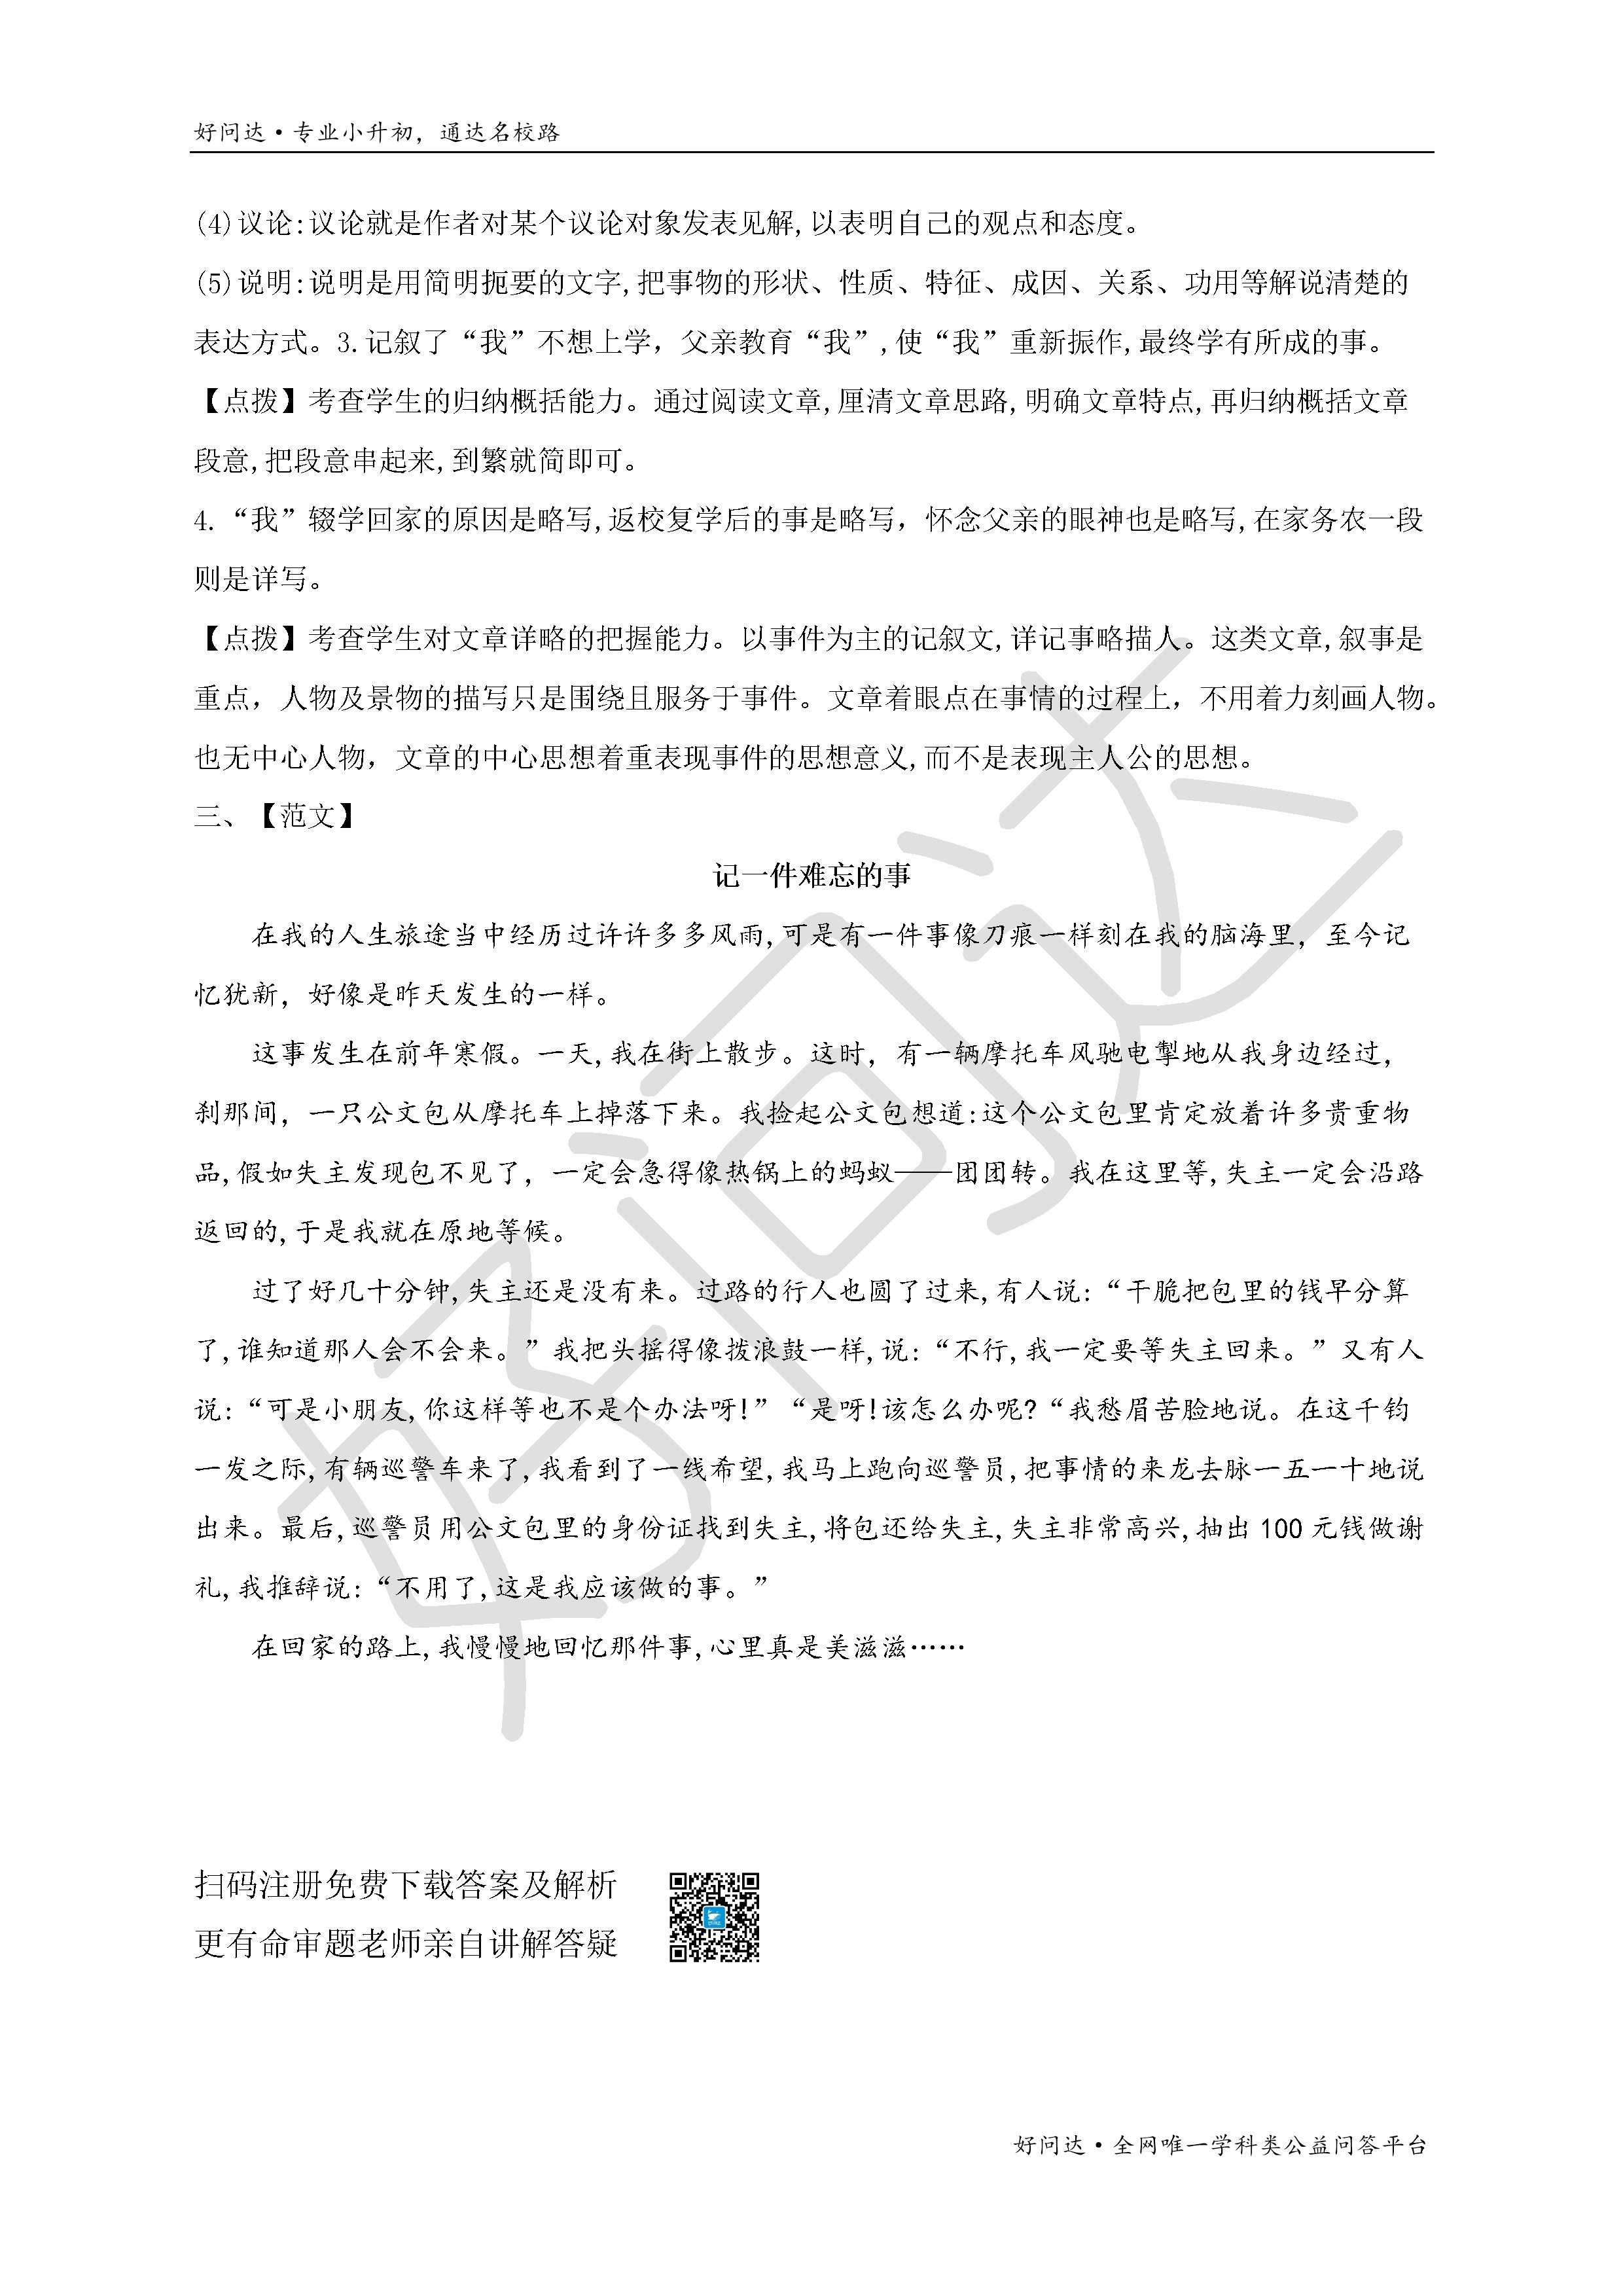 好问达·专业小升初，通达名校路
(4)议论:议论就是作者对某个议论对象发表见解,以表明自己的观点和态度。
(5)说明:说明是用简明扼要的文字,把事物的形状、性质、特征、成因、关系、功用等解说清楚的
表达方式。3.记叙了“我”不想上学，父亲教育“我”,使“我”重新振作,最终学有所成的事。
【点拨】考查学生的归纳概括能力。通过阅读文章,厘清文章思路,明确文章特点,再归纳概括文章
段意,把段意串起来,到繁就简即可。
4.“我”辍学回家的原因是略写,返校复学后的事是略写，怀念父亲的眼神也是略写,在家务农一段
则是详写。
【点拨】考查学生对文章详略的把握能力。以事件为主的记叙文,详记事略描人。这类文章,叙事是
重点，人物及景物的描写只是围绕且服务于事件。文章着眼点在事情的过程上，不用着力刻画人物。
也无中心人物，文章的中心思想着重表现事件的思想意义,而不是表现主人公的思想。
三、【范文】
记一件难忘的事
在我的人生旅途当中经历过许许多多风雨,可是有一件事像刀痕一样刻在我的脑海里，至今记
忆犹新，好像是昨天发生的一样。
这事发生在前年寒假。一天,我在街上散步。这时，有一辆摩托车风驰电掣地从我身边经过，
刹那间，一只公文包从摩托车上掉落下来。我捡起公文包想道:这个公文包里肯定放着许多贵重物
品,假如失主发现包不见了，一定会急得像热锅上的蚂蚁——团团转。我在这里等,失主一定会沿路
返回的,于是我就在原地等候。
过了好几十分钟,失主还是没有来。过路的行人也圆了过来,有人说:“干脆把包里的钱早分算
了,谁知道那人会不会来。”我把头摇得像拨浪鼓一样,说:“不行,我一定要等失主回来。”又有人
说:“可是小朋友,你这样等也不是个办法呀!”“是呀!该怎么办呢?“我愁眉苦脸地说。在这千钧
一发之际,有辆巡警车来了,我看到了一线希望,我马上跑向巡警员,把事情的来龙去脉一五一十地说
出来。最后,巡警员用公文包里的身份证找到失主,将包还给失主,失主非常高兴,抽出 100 元钱做谢
礼,我推辞说:“不用了,这是我应该做的事。”
在回家的路上,我慢慢地回忆那件事,心里真是美滋滋……
好问达
扫码注册免费下载答案及解析
更有命审题老师亲自讲解答疑
好问达·全网唯一学科类公益问答平台